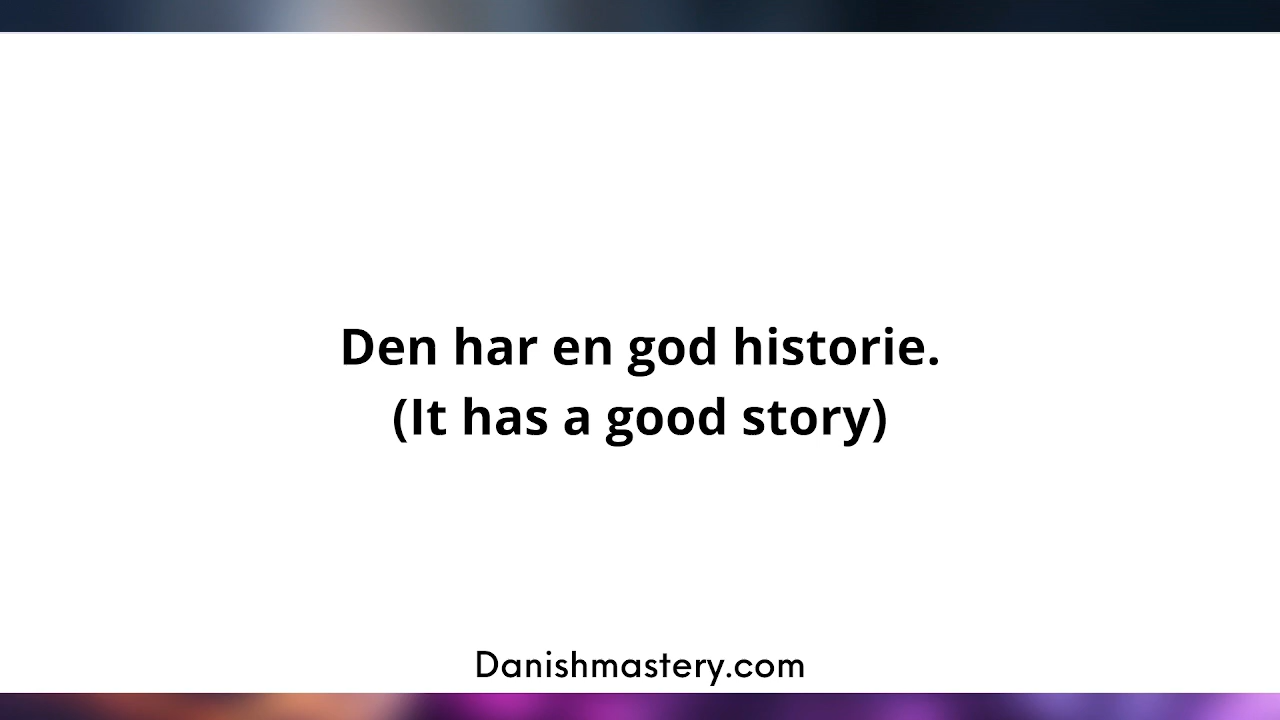 Den har en god historie.
(It has a good story)
Danishmastery.com